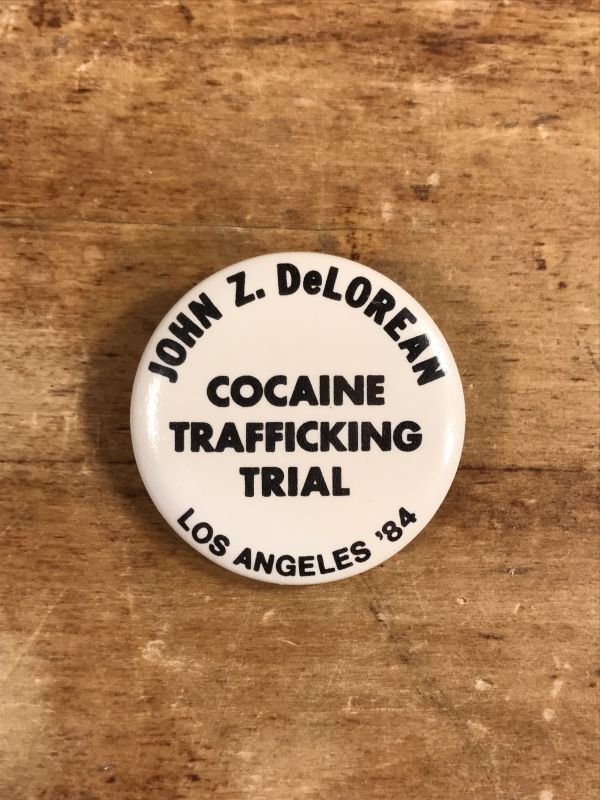 JOHN Z. DeLOREAN
COCAINE
TRAFFICKING
TRIAL
LOS ANGELES '84